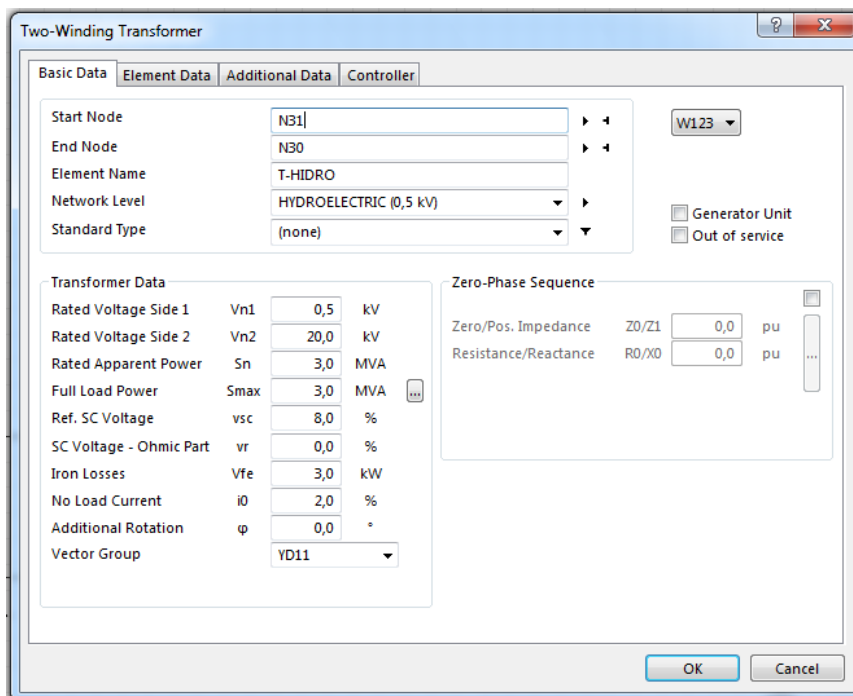 Two-Winding Transformer
?
X
Basic Data Element Data Additional Data Controller
Start Node N31
End Node N30
Element Name T-HIDRO
Network Level HYDROELECTRIC (0,5 kV)
Standard Type (none)
W123
Generator Unit
Out of service
Transformer Data
Rated Voltage Side 1 Vn1 0,5 kV
Rated Voltage Side 2 Vn2 20,0 kV
Rated Apparent Power Sn 3,0 MVA
Full Load Power Smax 3,0 MVA ...
Ref. SC Voltage vsc 8,0 %
SC Voltage - Ohmic Part vr 0,0 %
Iron Losses Vfe 3,0 kW
No Load Current i0 2,0 %
Additional Rotation φ 0,0 °
Vector Group YD11
Zero-Phase Sequence
Zero/Pos. Impedance Z0/Z1 0,0 pu
Resistance/Reactance R0/X0 0,0 pu
...
OK Cancel